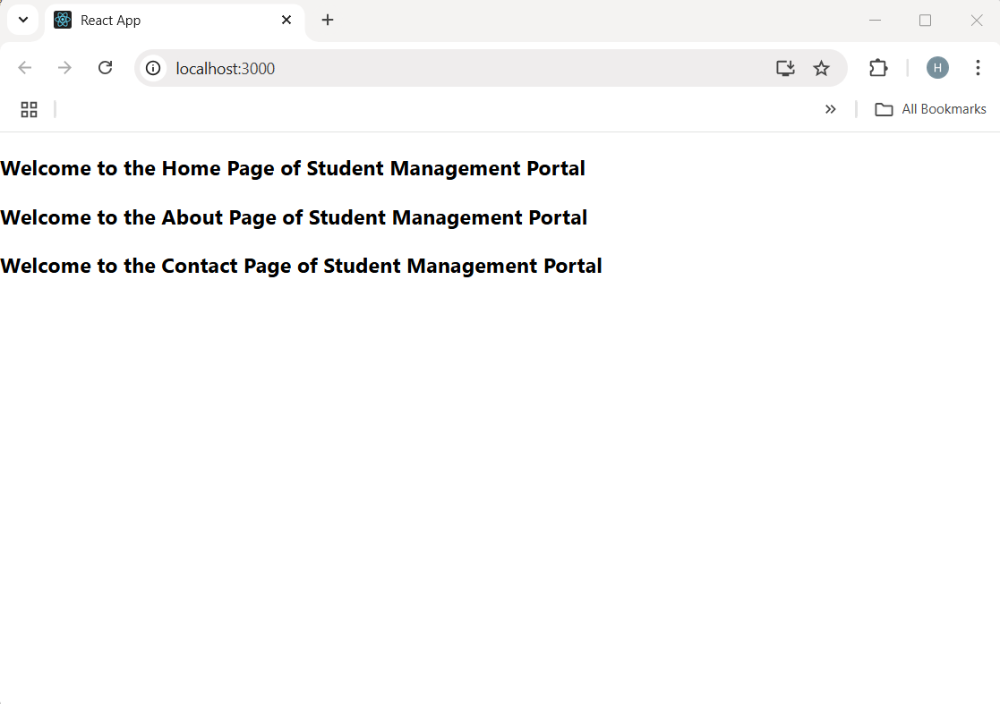 React App
localhost:3000
H
All Bookmarks
Welcome to the Home Page of Student Management Portal
Welcome to the About Page of Student Management Portal
Welcome to the Contact Page of Student Management Portal